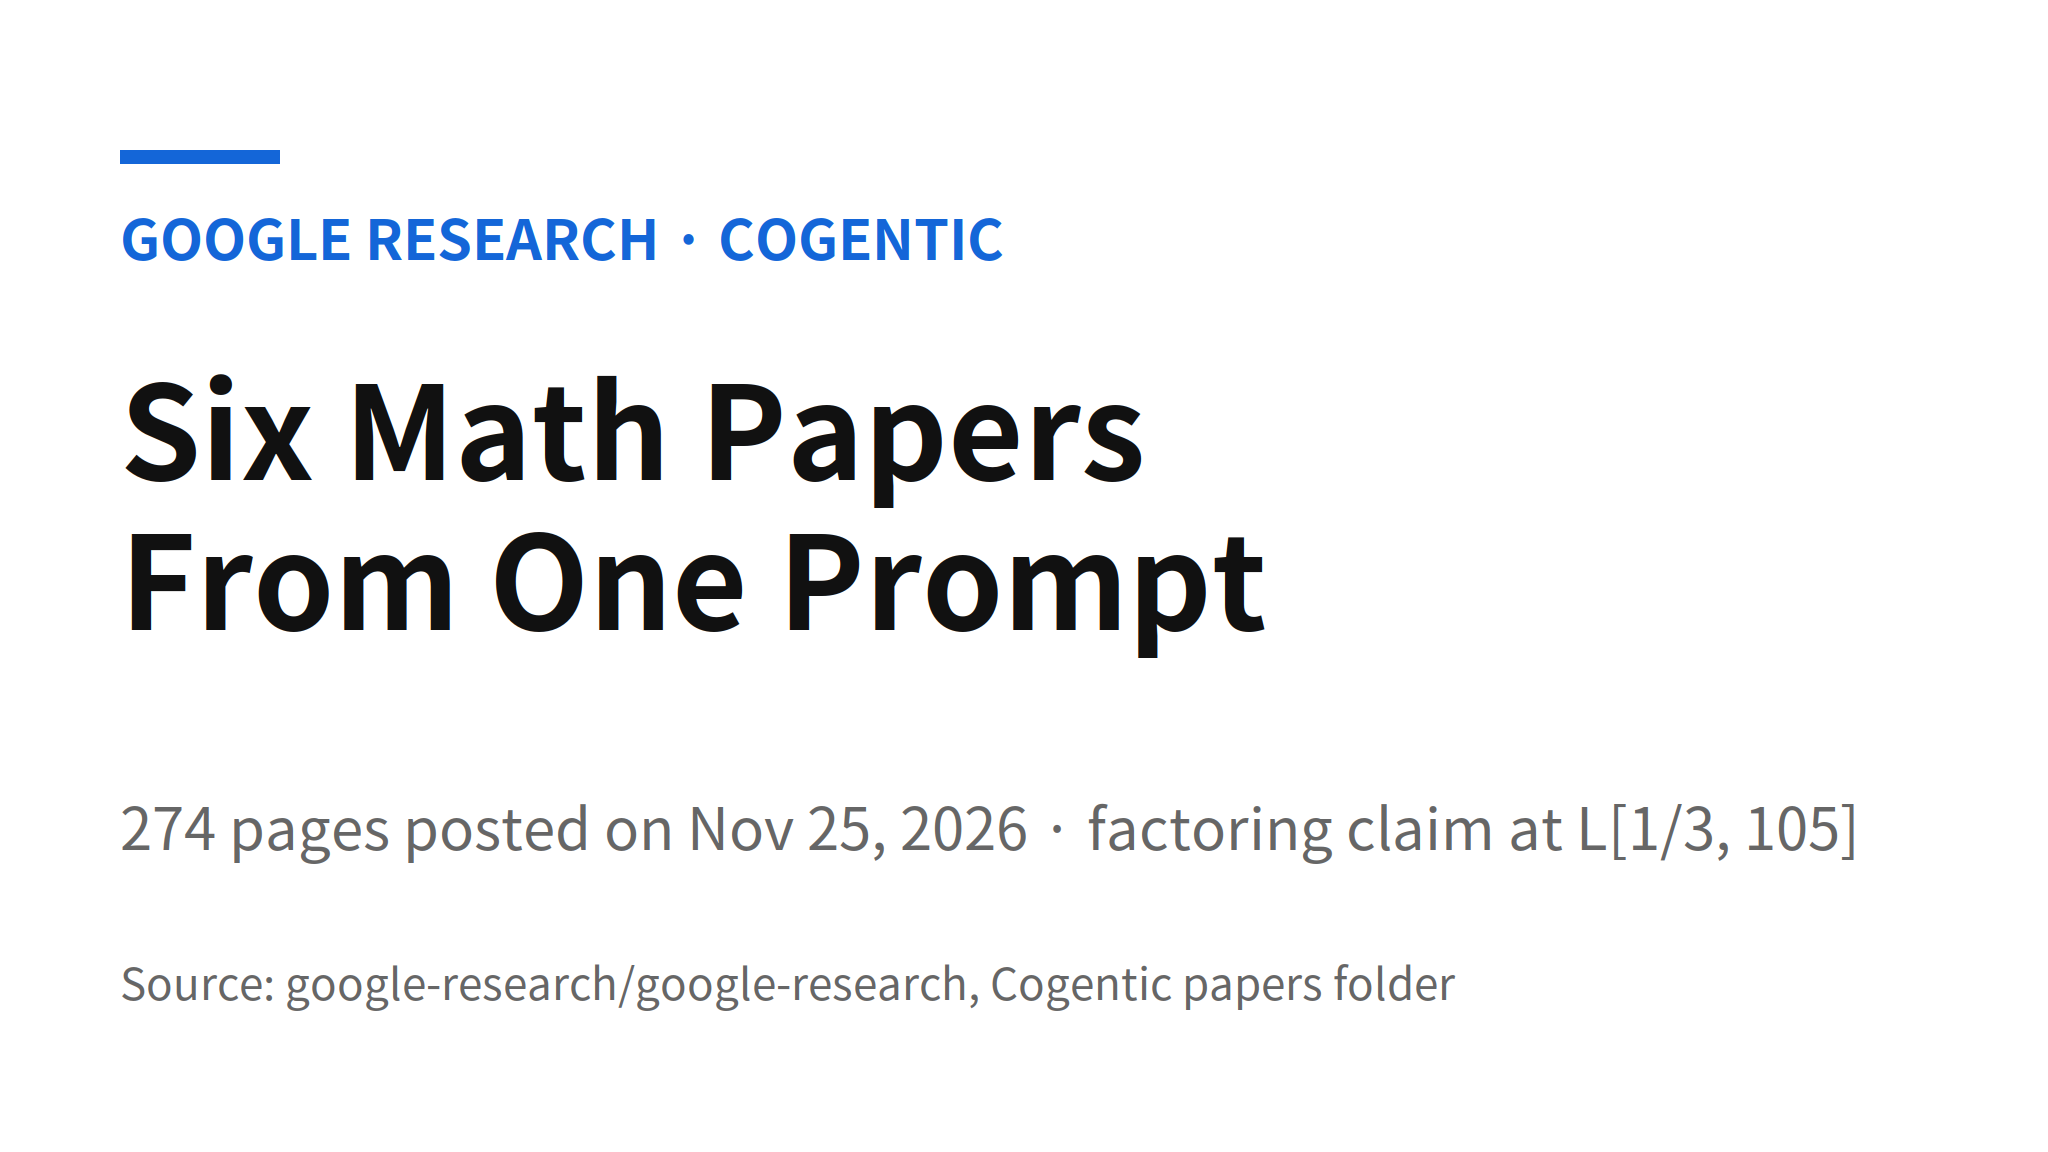 GOOGLE RESEARCH · COGENTIC
Six Math Papers
From One Prompt
274 pages posted on Nov 25, 2026 · factoring claim at L[1/3, 105]
Source: google-research/google-research, Cogentic papers folder